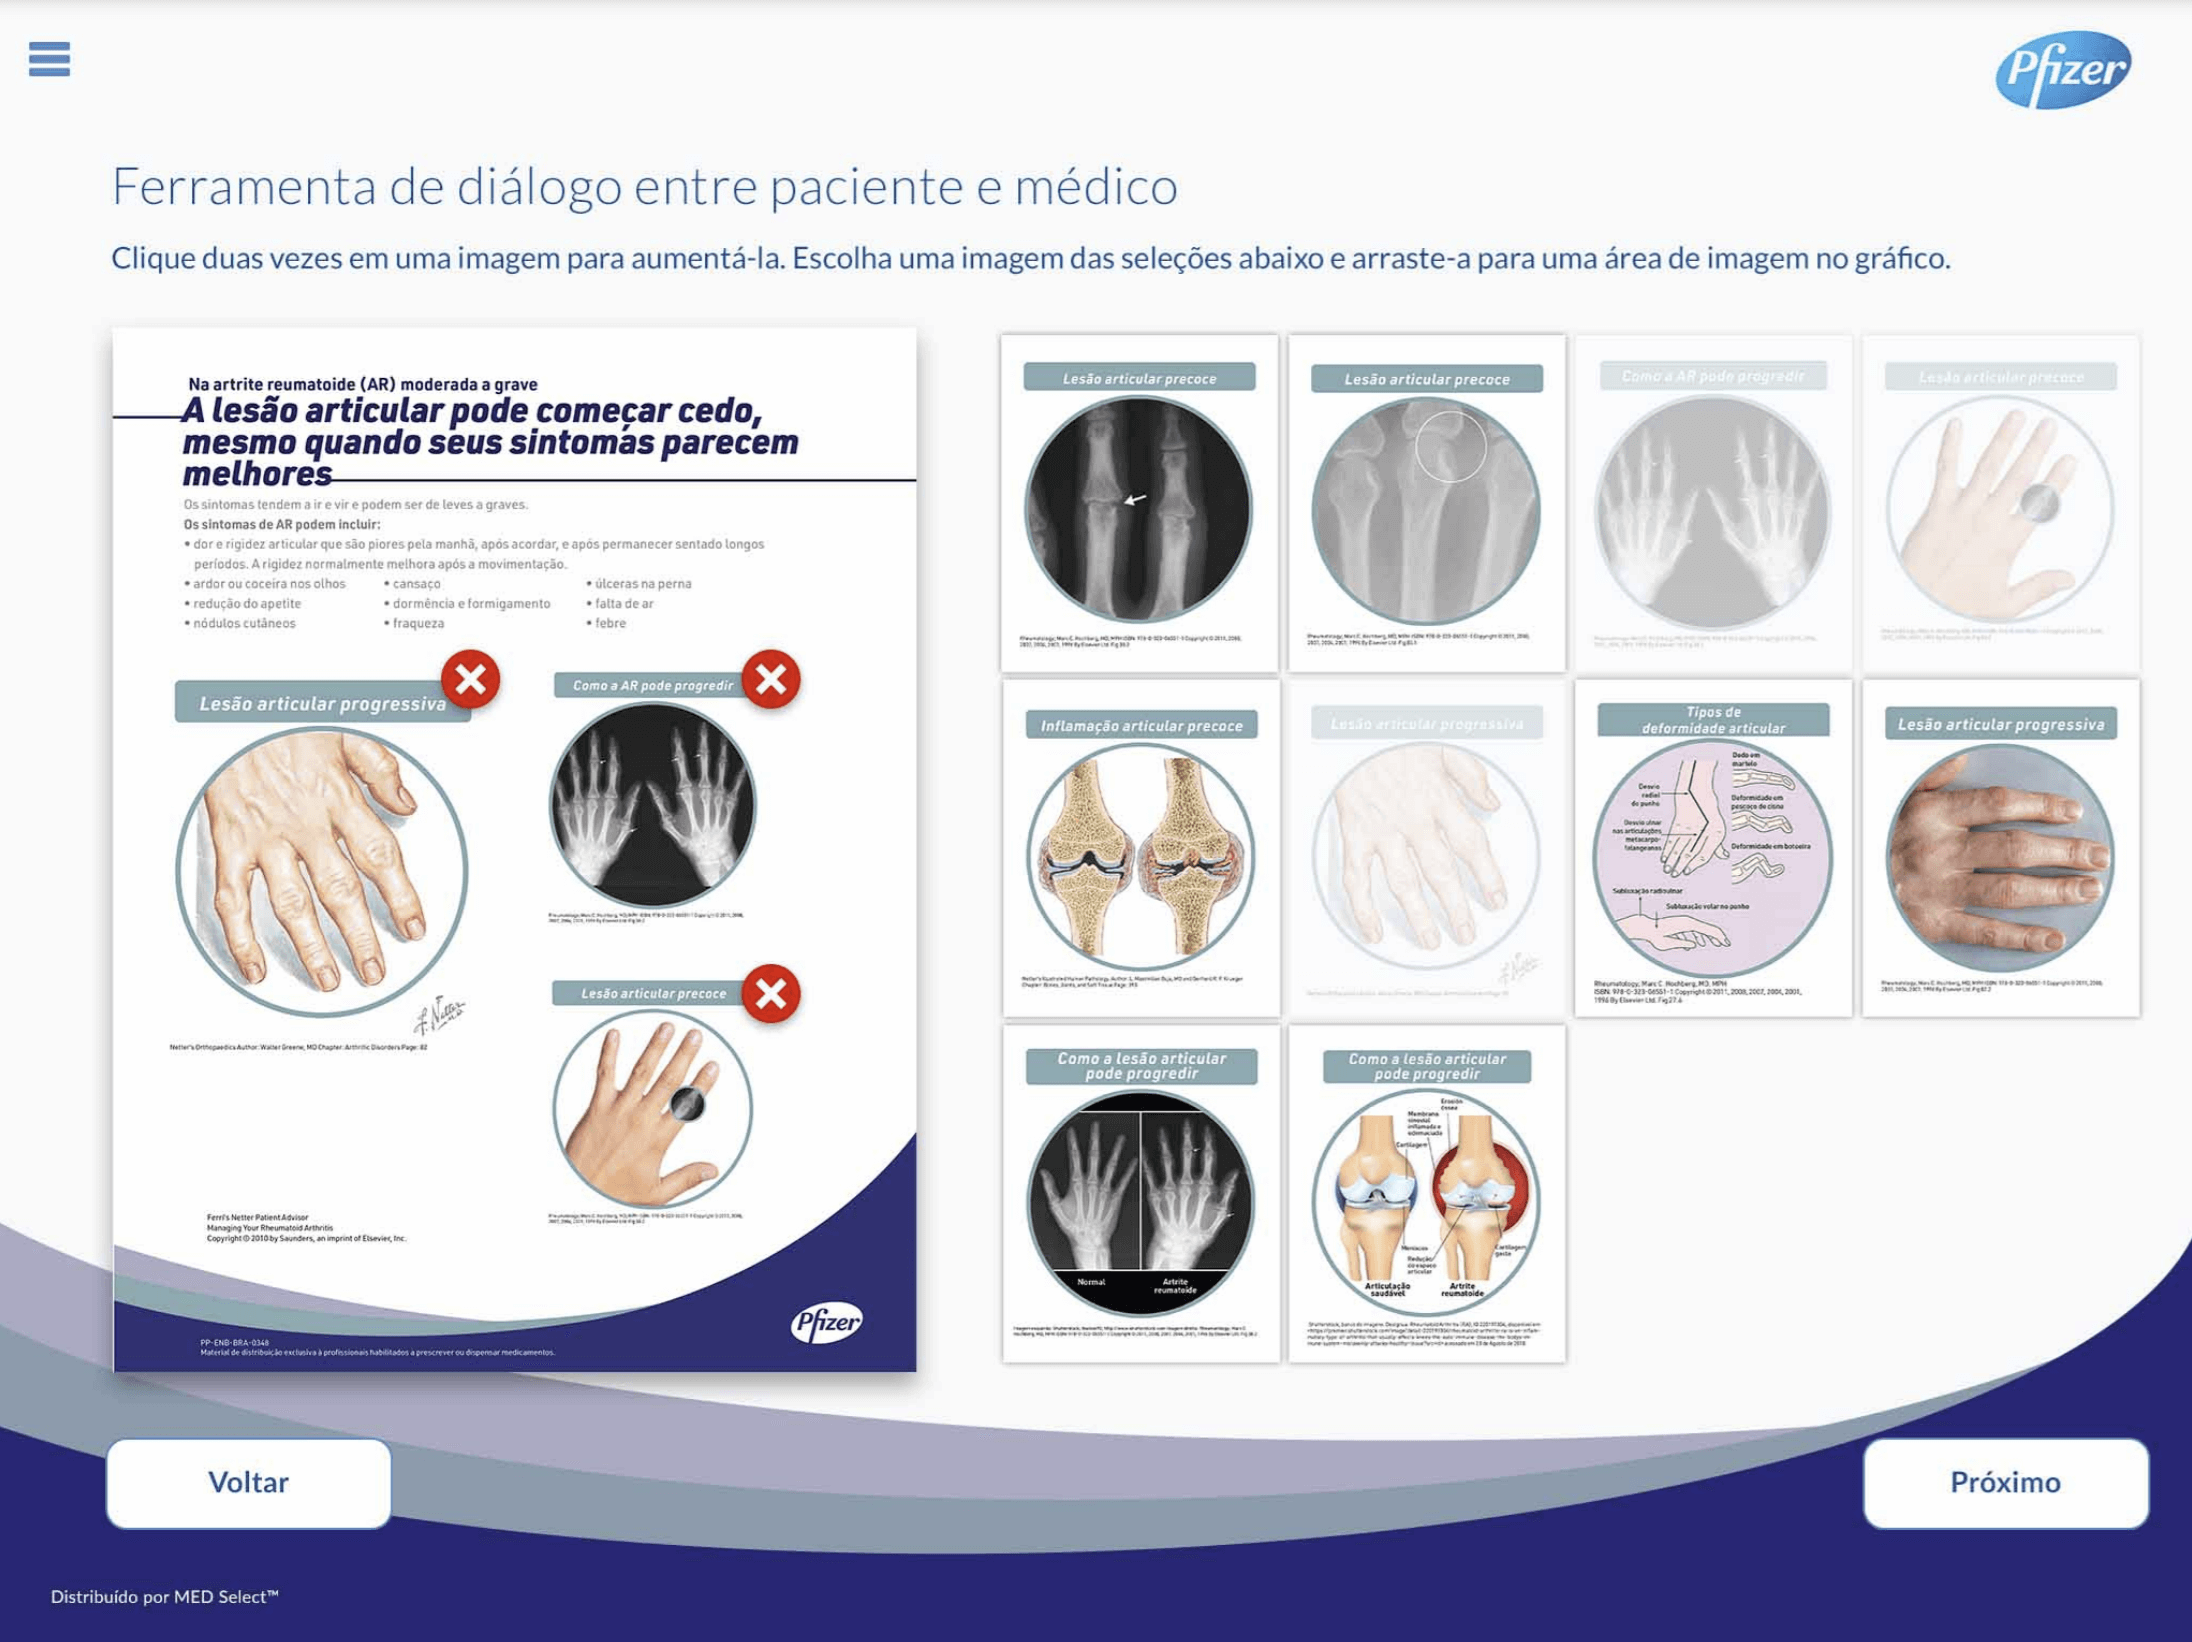 Pfizer
Ferramenta de diálogo entre paciente e médico
Clique duas vezes em uma imagem para aumentá-la. Escolha uma imagem das seleções abaixo e arraste-a para uma área de imagem no gráfico.
Na artrite reumatoide (AR) moderada a grave
A lesão articular pode começar cedo,
mesmo quando seus sintomas parecem
melhores
Os sintomas tendem a ir e vir e podem ser de leves a graves.
Os sintomas de AR podem incluir:
• dor e rigidez articular que são piores pela manhã, após acordar, e após permanecer sentado longos
períodos. A rigidez normalmente melhora após a movimentação.
• ardor ou coceira nos olhos
• cansaço
• úlceras na perna
• redução do apetite
• dormência e formigamento
• falta de ar
• nódulos cutâneos
• fraqueza
• febre
Lesão articular progressiva
Netter's Orthopaedics Author: Walter Greene, MD Chapter: Arthritic Disorders Page: 82
Como a AR pode progredir
Lesão articular precoce
Ferri's Netter Patient Advisor
Managing Your Rheumatoid Arthritis
Copyright © 2010 by Saunders, an imprint of Elsevier, Inc.
PP-ENB-BRA-0348
Material de distribuição exclusiva à profissionais habilitados a prescrever ou dispensar medicamentos.
Pfizer
Lesão articular precoce
Lesão articular precoce
Como a AR pode progredir
Lesão articular precoce
Inflamação articular precoce
Lesão articular progressiva
Tipos de
deformidade articular
Dedo em
martelo
Desvio
radial
do punho
Deformidade em
pescoço de cisne
Desvio ulnar
nas articulações
metacarpo-
falangeanas
Deformidade em botoeira
Subluxação radioulnar
Subluxação volar no punho
Rheumatology; Marc C. Hochberg, MD, MPH
ISBN: 978-0-323-06551-1 Copyright © 2011, 2008, 2007, 2004, 2001,
1996 By Elsevier Ltd. Fig 27.6
Lesão articular progressiva
Como a lesão articular
pode progredir
Normal
Artrite
reumatoide
Como a lesão articular
pode progredir
Erosión
ósea
Membrana
sinovial
inflamada e
edemaciada
Cartilagem
Meniscos
Redução
do espaço
articular
Cartilagem
gasta
Articulação
saudável
Artrite
reumatoide
Voltar
Próximo
Distribuído por MED Select™